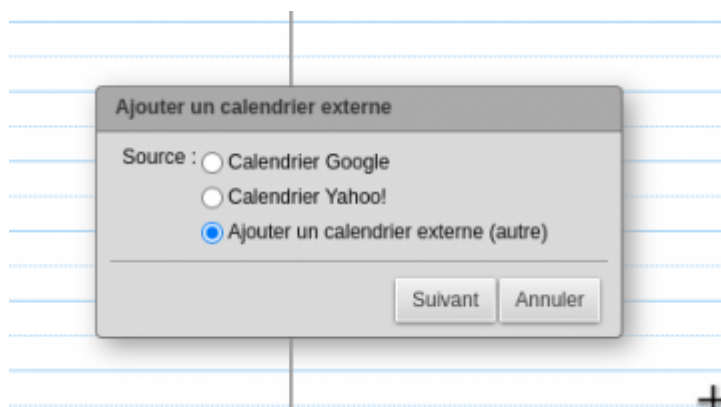 Ajouter un calendrier externe
Source : Calendrier Google
Calendrier Yahoo!
Ajouter un calendrier externe (autre)
Suivant Annuler